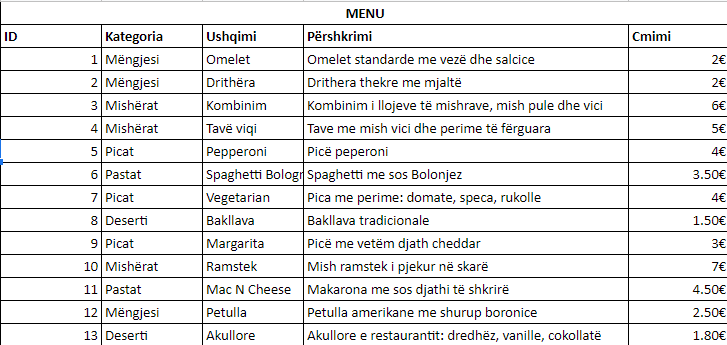 MENU
ID Kategoria Ushqimi Përshkrimi Cmimi
1 Mëngjesi Omelet Omelet standarde me vezë dhe salcice 2€
2 Mëngjesi Drithëra Drithera thekre me mjaltë 2€
3 Mishërat Kombinim Kombinim i llojeve të mishrave, mish pule dhe vici 6€
4 Mishërat Tavë viqi Tave me mish vici dhe perime të fërguara 5€
5 Picat Pepperoni Picë peperoni 4€
6 Pastat Spaghetti Bologr Spaghetti me sos Bolonjez 3.50€
7 Picat Vegetarian Pica me perime: domate, speca, rukolle 4€
8 Deserti Bakllava Bakllava tradicionale 1.50€
9 Picat Margarita Picë me vetëm djath cheddar 3€
10 Mishërat Ramstek Mish ramstek i pjekur në skarë 7€
11 Pastat Mac N Cheese Makarona me sos djathi të shkrirë 4.50€
12 Mëngjesi Petulla Petulla amerikane me shurup boronice 2.50€
13 Deserti Akullore Akullore e restaurantit: dredhëz, vanille, cokollatë 1.80€